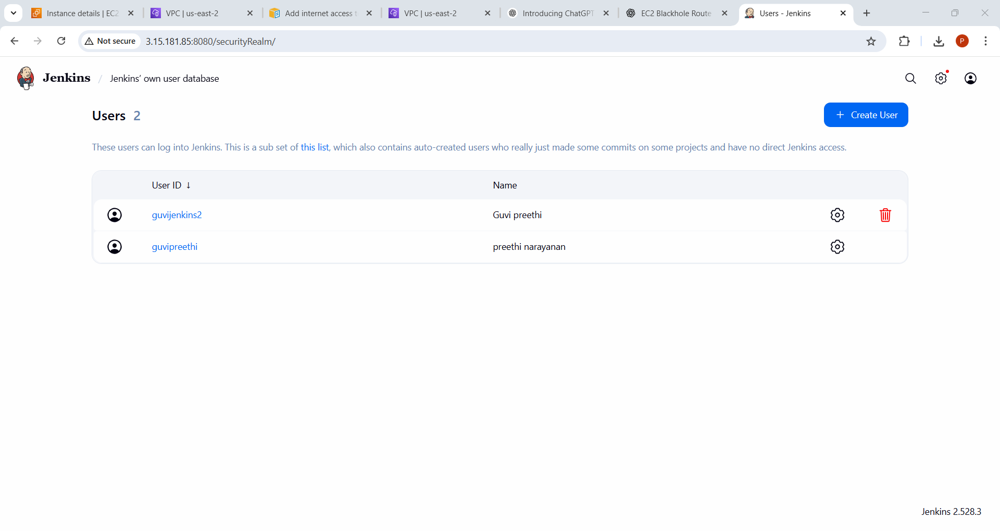 Instance details | EC2
VPC | us-east-2
Add internet access t
VPC | us-east-2
Introducing ChatGPT
EC2 Blackhole Route
Users - Jenkins
Not secure
3.15.181.85:8080/securityRealm/
P
Jenkins / Jenkins’ own user database
Users 2
+ Create User
These users can log into Jenkins. This is a sub set of this list, which also contains auto-created users who really just made some commits on some projects and have no direct Jenkins access.
User ID ↓ Name
guvijenkins2 Guvi preethi
guvipreethi preethi narayanan
Jenkins 2.528.3